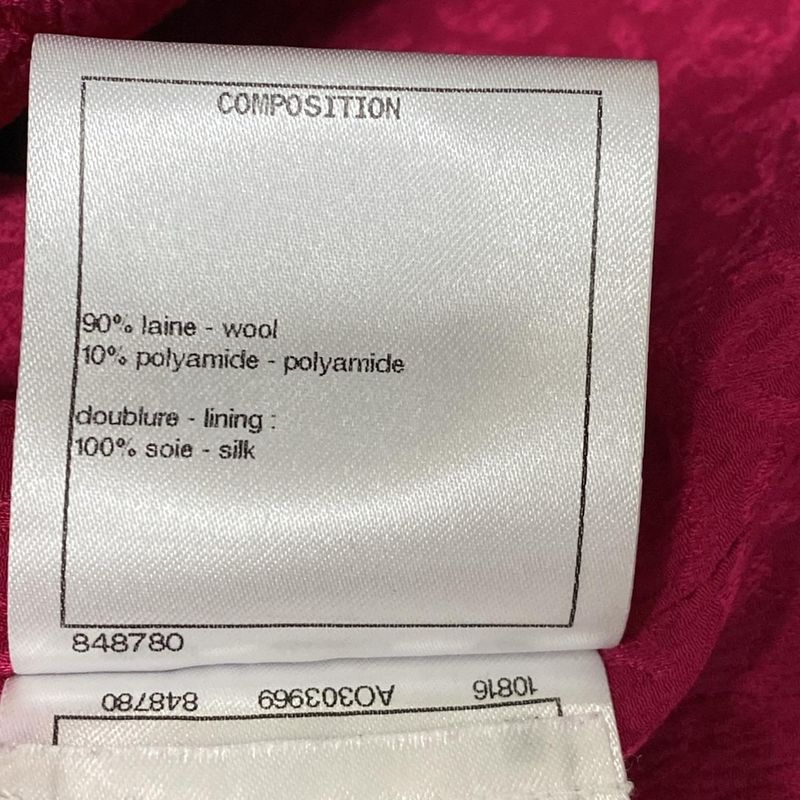 COMPOSITION
90% laine - wool
10% polyamide - polyamide
doublure - lining :
100% soie - silk
848780
10816 AO303969 848780